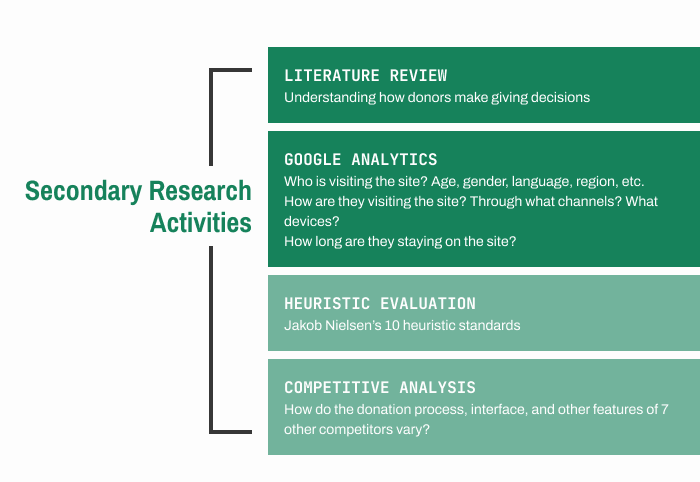 Secondary Research
Activities
LITERATURE REVIEW
Understanding how donors make giving decisions
GOOGLE ANALYTICS
Who is visiting the site? Age, gender, language, region, etc.
How are they visiting the site? Through what channels? What
devices?
How long are they staying on the site?
HEURISTIC EVALUATION
Jakob Nielsen's 10 heuristic standards
COMPETITIVE ANALYSIS
How do the donation process, interface, and other features of 7
other competitors vary?